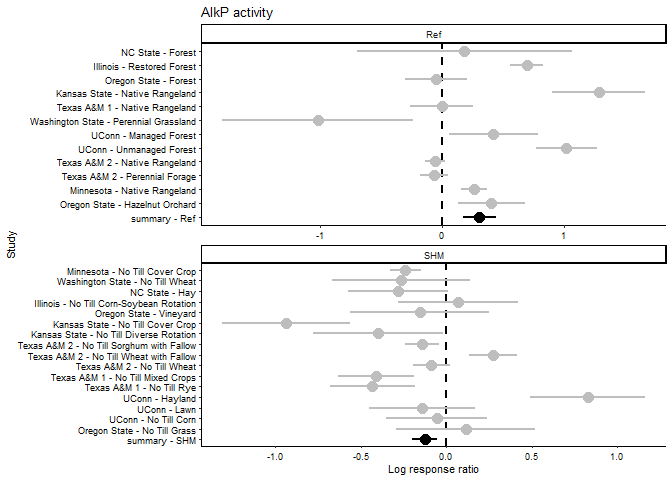 AlkP activity
Ref
NC State - Forest
Illinois - Restored Forest
Oregon State - Forest
Kansas State - Native Rangeland
Texas A&M 1 - Native Rangeland
Washington State - Perennial Grassland
UConn - Managed Forest
UConn - Unmanaged Forest
Texas A&M 2 - Native Rangeland
Texas A&M 2 - Perennial Forage
Minnesota - Native Rangeland
Oregon State - Hazelnut Orchard
summary - Ref
-1 0 1
Study
SHM
Minnesota - No Till Cover Crop
Washington State - No Till Wheat
NC State - Hay
Illinois - No Till Corn-Soybean Rotation
Oregon State - Vineyard
Kansas State - No Till Cover Crop
Kansas State - No Till Diverse Rotation
Texas A&M 2 - No Till Sorghum with Fallow
Texas A&M 2 - No Till Wheat with Fallow
Texas A&M 2 - No Till Wheat
Texas A&M 1 - No Till Mixed Crops
Texas A&M 1 - No Till Rye
UConn - Hayland
UConn - Lawn
UConn - No Till Corn
Oregon State - No Till Grass
summary - SHM
-1.0 -0.5 0.0 0.5 1.0
Log response ratio